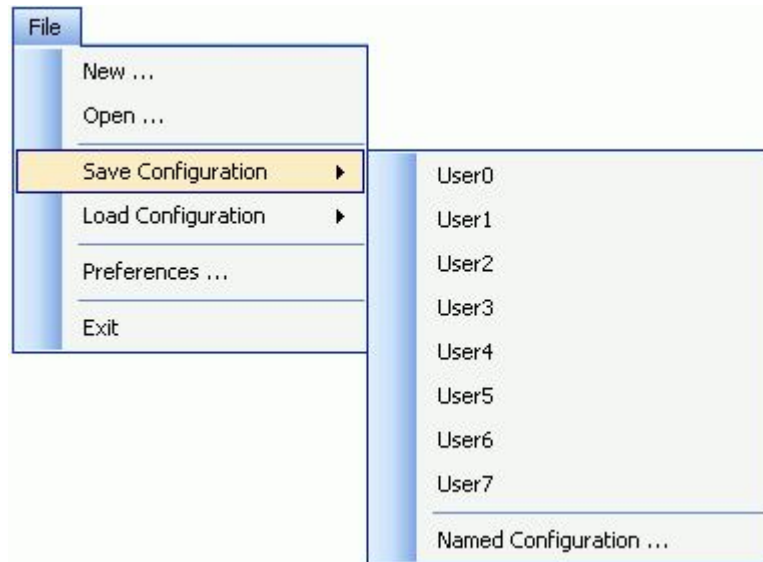 File
New ...
Open ...
Save Configuration
Load Configuration
Preferences ...
Exit
User0
User1
User2
User3
User4
User5
User6
User7
Named Configuration ...